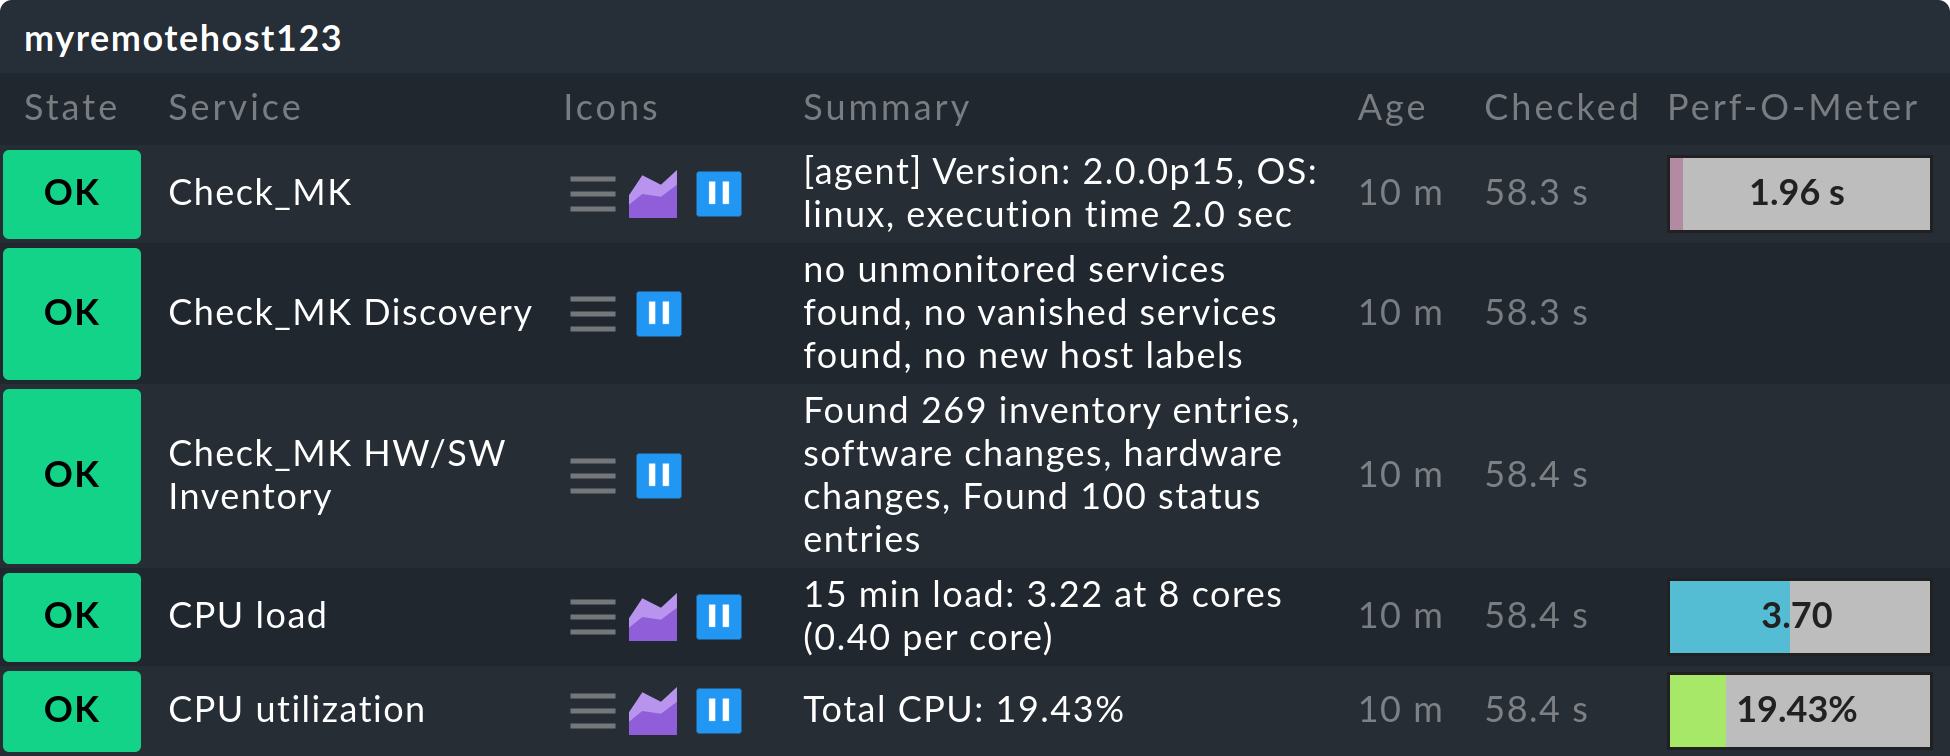 myremotehost123
State Service Icons Summary Age Checked Perf-O-Meter
OK Check_MK [agent] Version: 2.0.0p15, OS: linux, execution time 2.0 sec 10 m 58.3 s 1.96 s
OK Check_MK Discovery no unmonitored services found, no vanished services found, no new host labels 10 m 58.3 s
OK Check_MK HW/SW Inventory Found 269 inventory entries, software changes, hardware changes, Found 100 status entries 10 m 58.4 s
OK CPU load 15 min load: 3.22 at 8 cores (0.40 per core) 10 m 58.4 s 3.70
OK CPU utilization Total CPU: 19.43% 10 m 58.4 s 19.43%